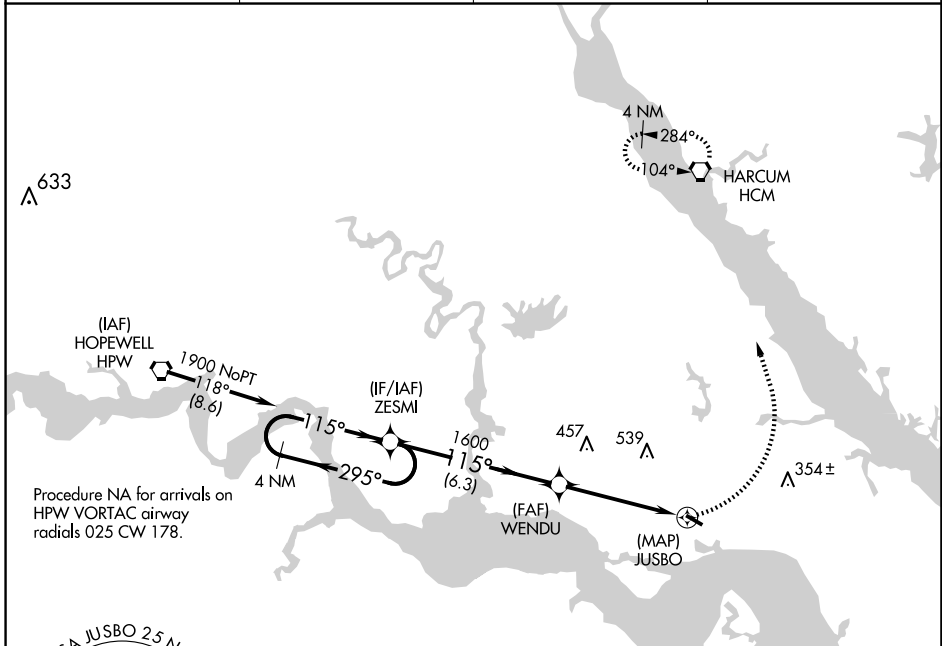 4 NM
284°
104°
HARCUM
HCM
633
(IAF)
HOPEWELL
HPW
1900 NoPT
118°
(8.6)
(IF/IAF)
ZESMI
115°
295°
4 NM
1600
115°
(6.3)
457
539
354±
(FAF)
WENDU
(MAP)
JUSBO
Procedure NA for arrivals on
HPW VORTAC airway
radials 025 CW 178.
JUSBO 25